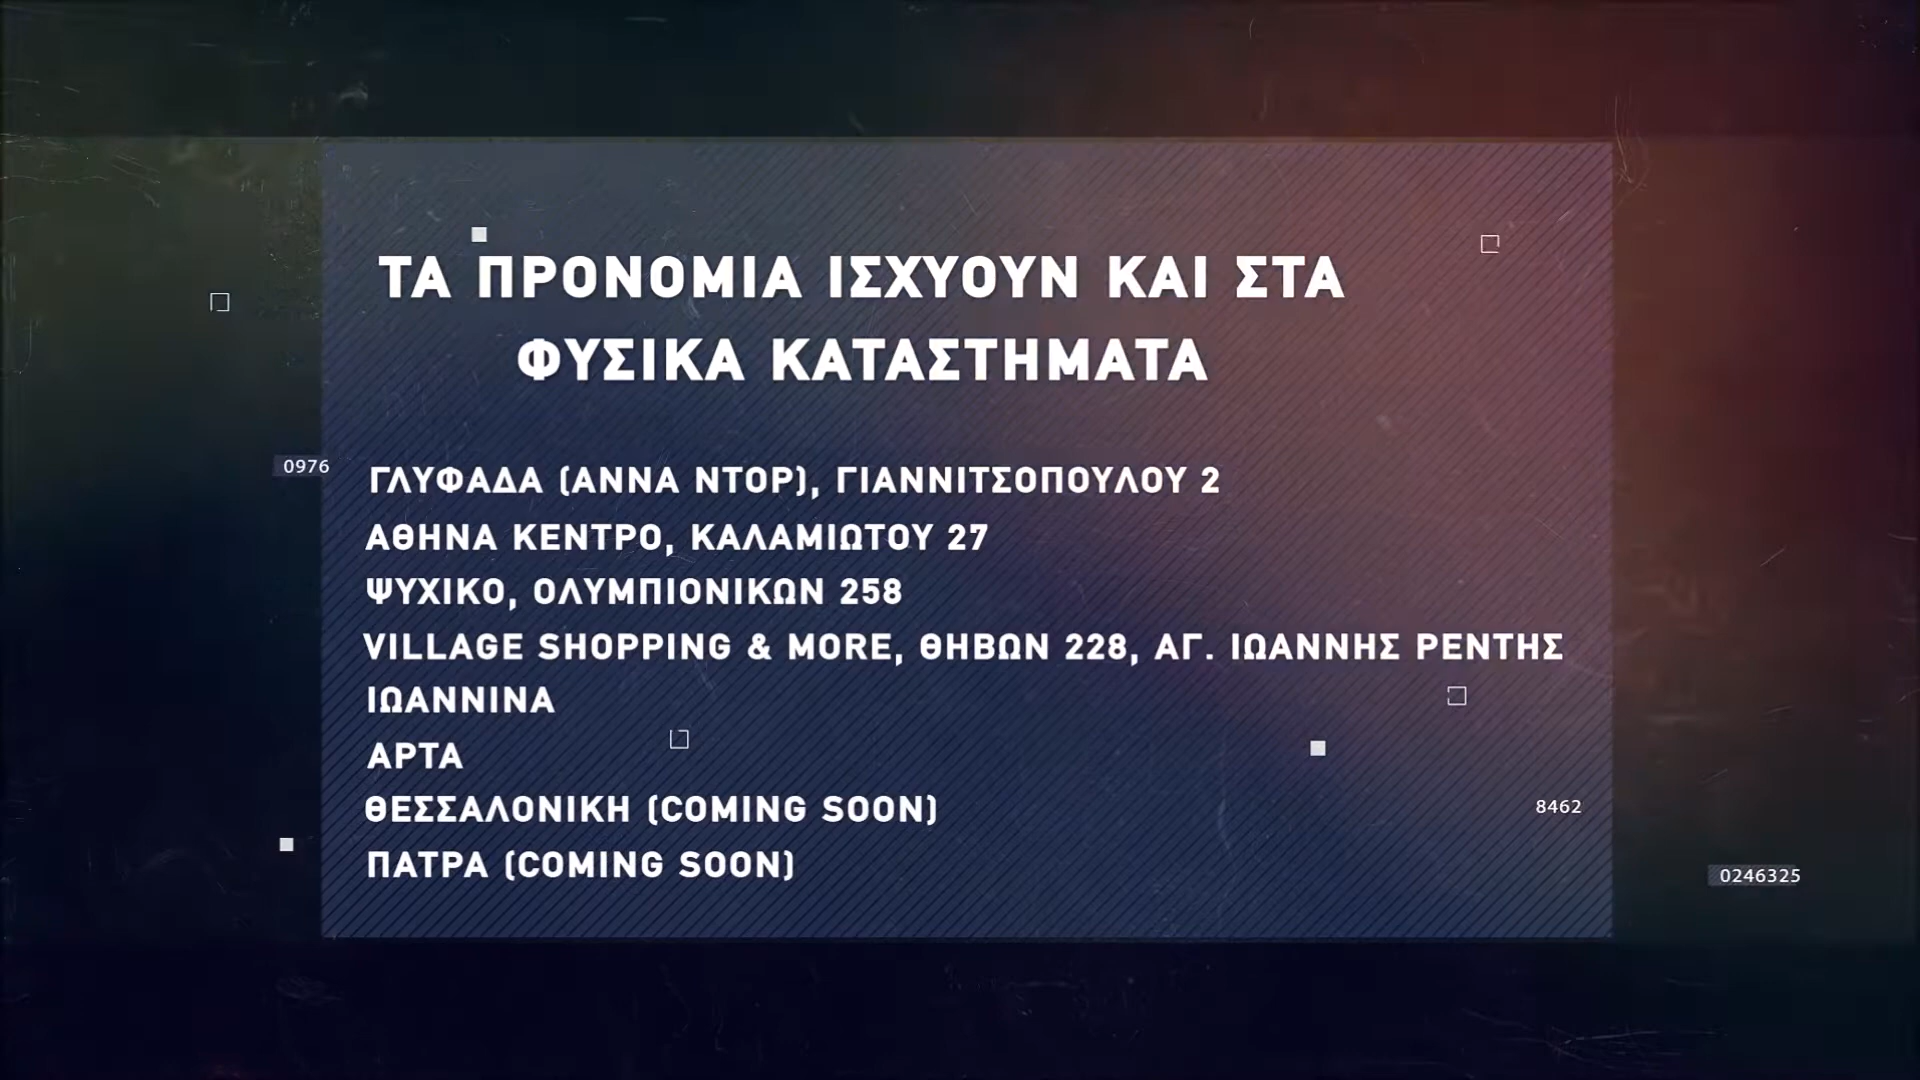 ΤΑ ΠΡΟΝΟΜΙΑ ΙΣΧΥΟΥΝ ΚΑΙ ΣΤΑ
ΦΥΣΙΚΑ ΚΑΤΑΣΤΗΜΑΤΑ
0976
ΓΛΥΦΑΔΑ (ΑΝΝΑ ΝΤΟΡ), ΓΙΑΝΝΙΤΣΟΠΟΥΛΟΥ 2
ΑΘΗΝΑ ΚΕΝΤΡΟ, ΚΑΛΑΜΙΩΤΟΥ 27
ΨΥΧΙΚΟ, ΟΛΥΜΠΙΟΝΙΚΩΝ 258
VILLAGE SHOPPING & MORE, ΘΗΒΩΝ 228, ΑΓ. ΙΩΑΝΝΗΣ ΡΕΝΤΗΣ
ΙΩΑΝΝΙΝΑ
ΑΡΤΑ
ΘΕΣΣΑΛΟΝΙΚΗ (COMING SOON)
8462
ΠΑΤΡΑ (COMING SOON)
0246325